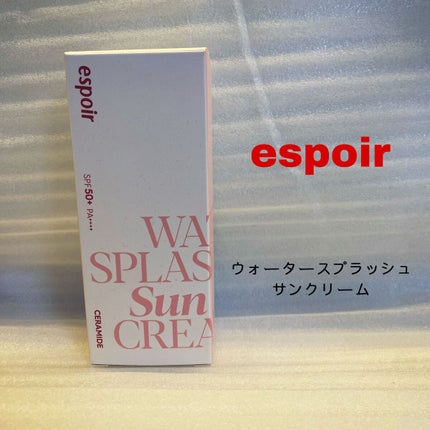 espoir
SPF50+ PA++++
WAT
SPLAS
Sun
CREA
CERAMIDE
espoir
ウォータースプラッシュ
サンクリーム